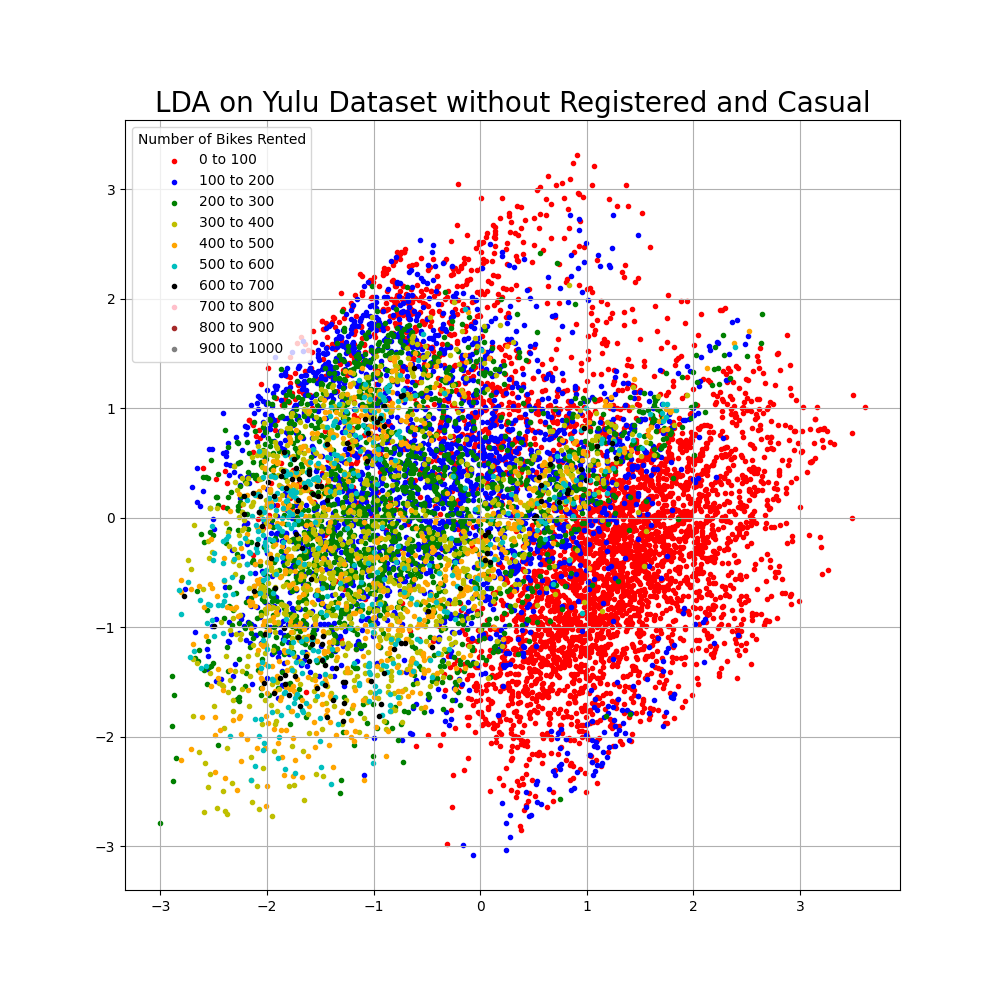 LDA on Yulu Dataset without Registered and Casual
Number of Bikes Rented
0 to 100
100 to 200
200 to 300
300 to 400
400 to 500
500 to 600
600 to 700
700 to 800
800 to 900
900 to 1000
3
2
1
0
−1
−2
−3
−3 −2 −1 0 1 2 3